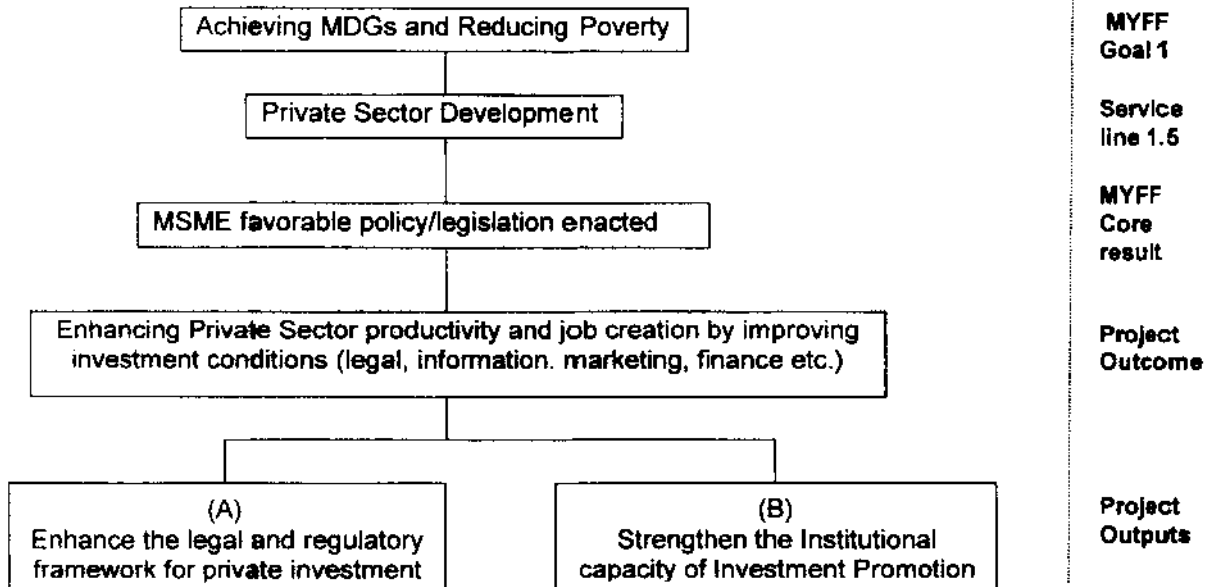 Achieving MDGs and Reducing Poverty
MYFF
Goal 1
Private Sector Development
Service
line 1.5
MSME favorable policy/legislation enacted
MYFF
Core
result
Enhancing Private Sector productivity and job creation by improving
investment conditions (legal, information. marketing, finance etc.)
Project
Outcome
(A)
Enhance the legal and regulatory
framework for private investment
(B)
Strengthen the Institutional
capacity of Investment Promotion
Project
Outputs